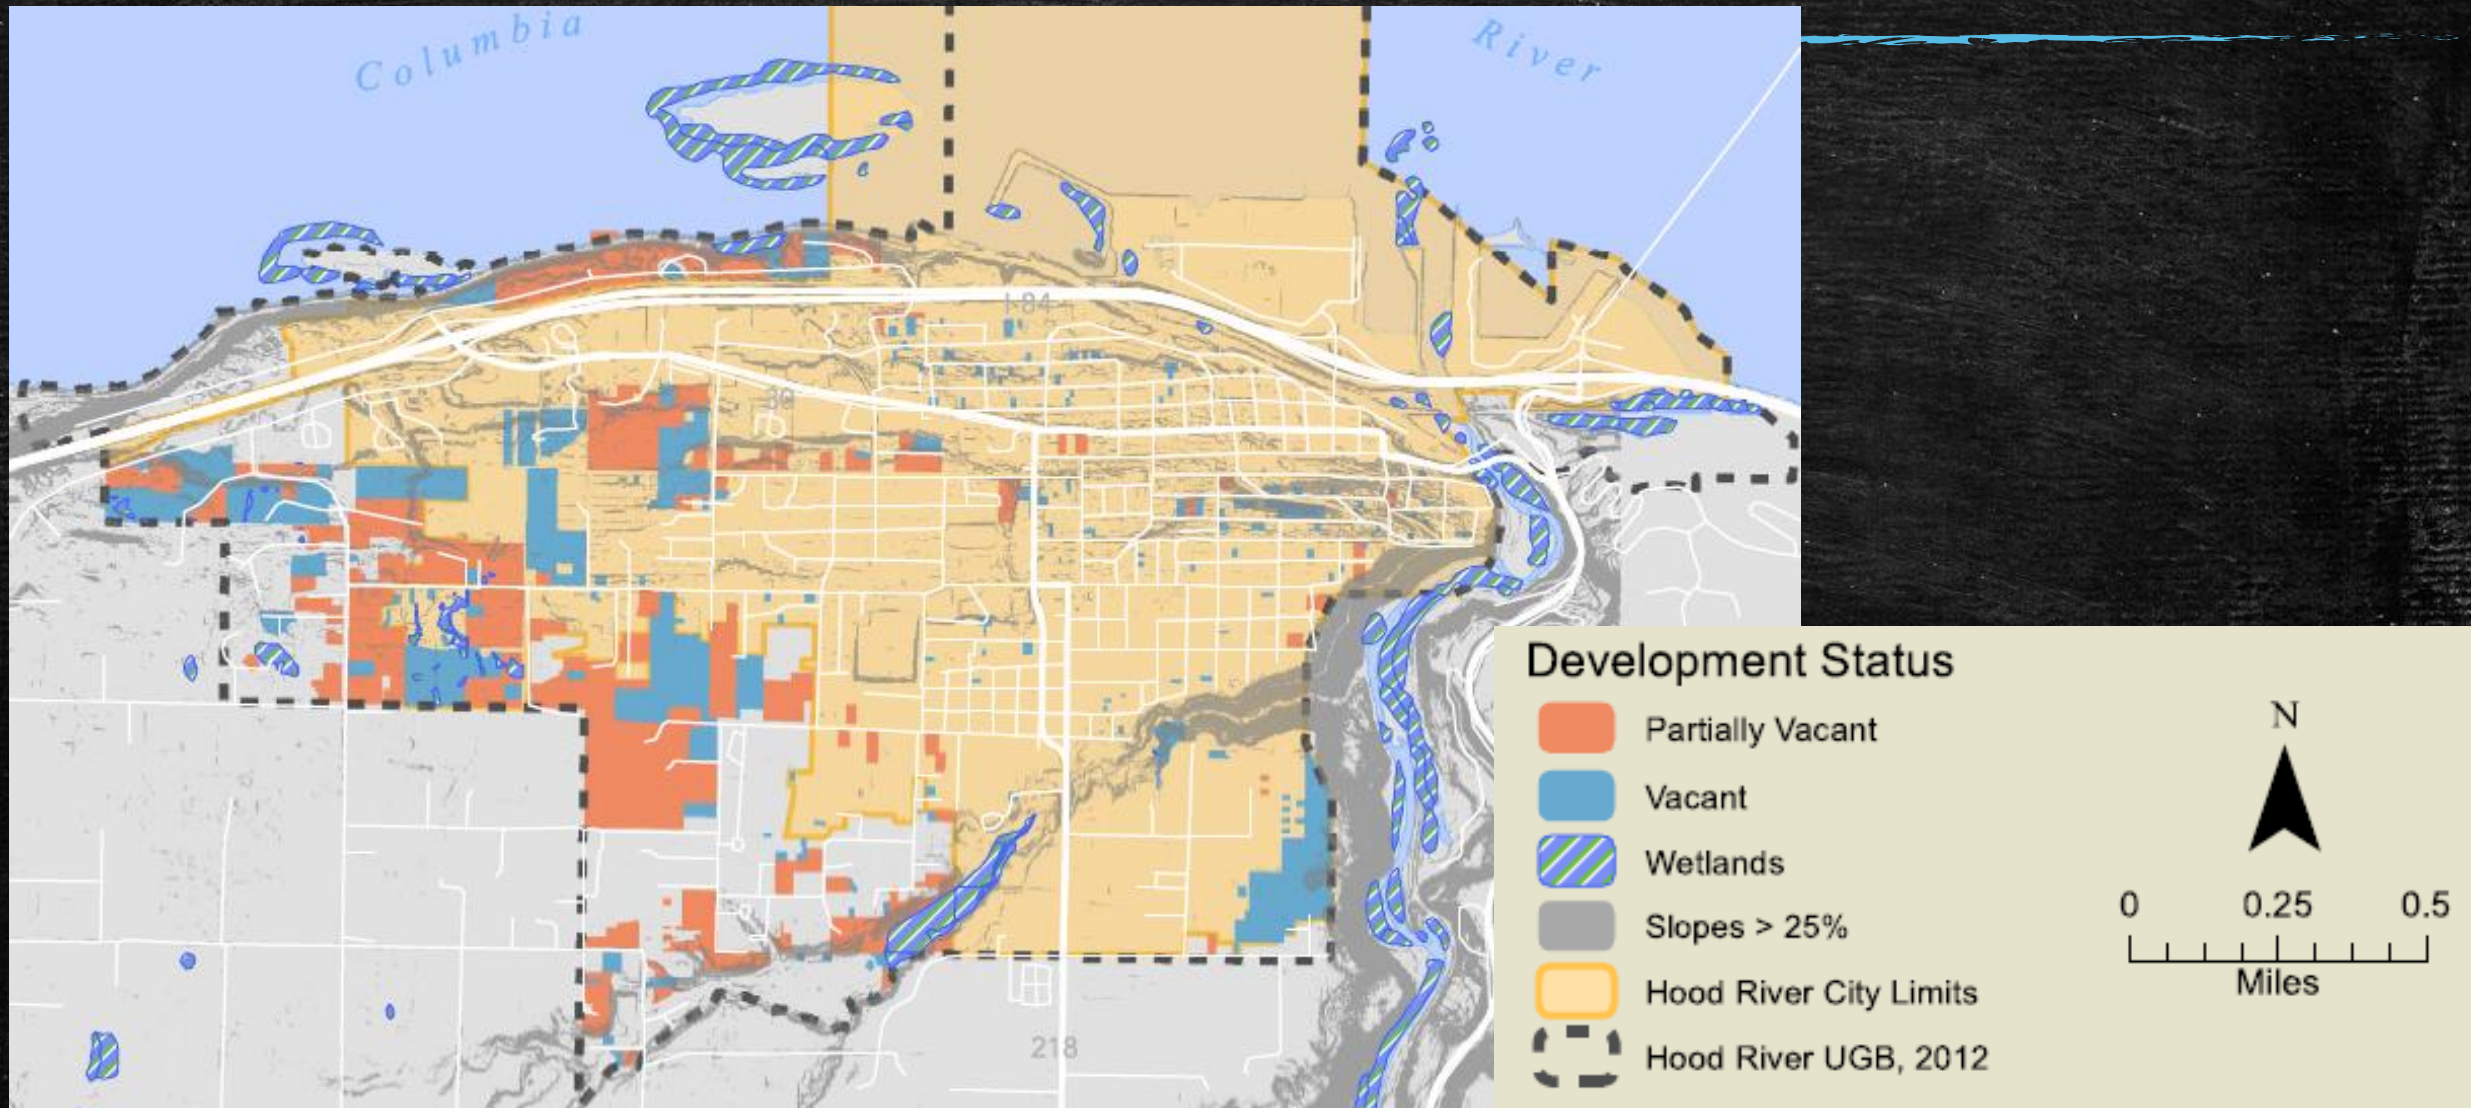 Columbia
River
I-84
30
218
Development Status
Partially Vacant
Vacant
Wetlands
Slopes > 25%
Hood River City Limits
Hood River UGB, 2012
N
0 0.25 0.5
Miles